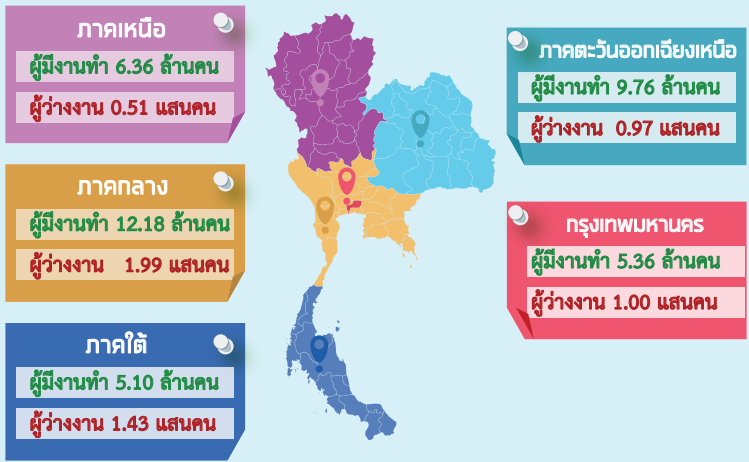 ภาคเหนือ
ผู้มีงานทำ 6.36 ล้านคน
ผู้ว่างงาน 0.51 แสนคน
ภาคตะวันออกเฉียงเหนือ
ผู้มีงานทำ 9.76 ล้านคน
ผู้ว่างงาน 0.97 แสนคน
ภาคกลาง
ผู้มีงานทำ 12.18 ล้านคน
ผู้ว่างงาน 1.99 แสนคน
กรุงเทพมหานคร
ผู้มีงานทำ 5.36 ล้านคน
ผู้ว่างงาน 1.00 แสนคน
ภาคใต้
ผู้มีงานทำ 5.10 ล้านคน
ผู้ว่างงาน 1.43 แสนคน